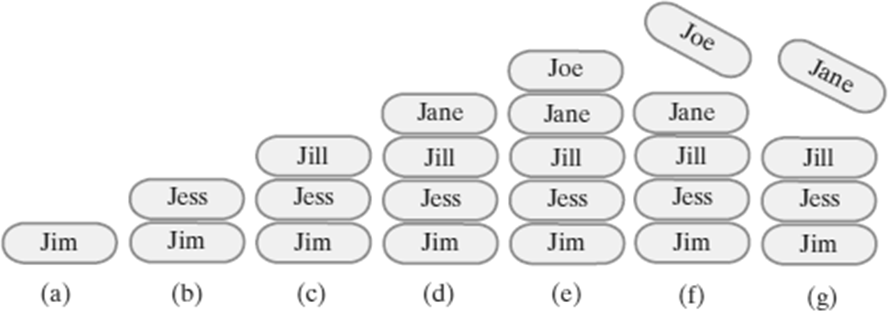 Joe
Joe Jane
Jane Jane Jane
Jill Jill Jill Jill Jill
Jess Jess Jess Jess Jess Jess
Jim Jim Jim Jim Jim Jim Jim
(a) (b) (c) (d) (e) (f) (g)